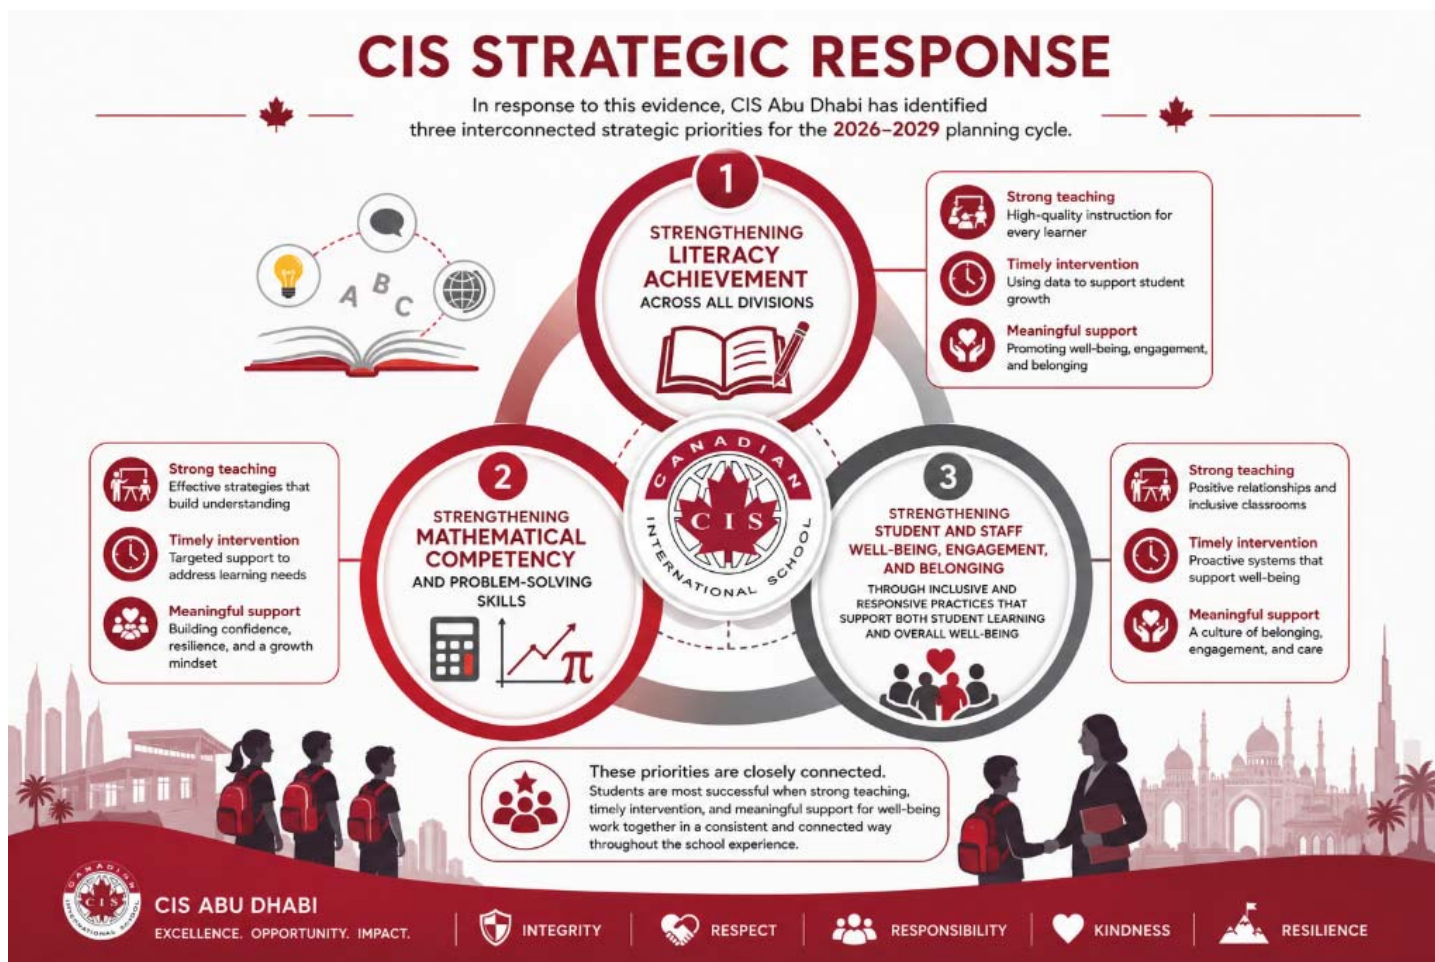 CIS STRATEGIC RESPONSE
In response to this evidence, CIS Abu Dhabi has identified
three interconnected strategic priorities for the 2026–2029 planning cycle.
1
STRENGTHENING
LITERACY
ACHIEVEMENT
ACROSS ALL DIVISIONS
Strong teaching
High-quality instruction for
every learner
Timely intervention
Using data to support student
growth
Meaningful support
Promoting well-being, engagement,
and belonging
A B C
Strong teaching
Effective strategies that
build understanding
Timely intervention
Targeted support to
address learning needs
Meaningful support
Building confidence,
resilience, and a growth
mindset
2
STRENGTHENING
MATHEMATICAL
COMPETENCY
AND PROBLEM-SOLVING
SKILLS
π
CANADIAN
CIS
INTERNATIONAL SCHOOL
3
STRENGTHENING
STUDENT AND STAFF
WELL-BEING, ENGAGEMENT,
AND BELONGING
THROUGH INCLUSIVE AND
RESPONSIVE PRACTICES THAT
SUPPORT BOTH STUDENT LEARNING
AND OVERALL WELL-BEING
Strong teaching
Positive relationships and
inclusive classrooms
Timely intervention
Proactive systems that
support well-being
Meaningful support
A culture of belonging,
engagement, and care
These priorities are closely connected.
Students are most successful when strong teaching,
timely intervention, and meaningful support for well-being
work together in a consistent and connected way
throughout the school experience.
CANADIAN
CIS
INTERNATIONAL SCHOOL
CIS ABU DHABI
EXCELLENCE. OPPORTUNITY. IMPACT.
INTEGRITY
RESPECT
RESPONSIBILITY
KINDNESS
RESILIENCE